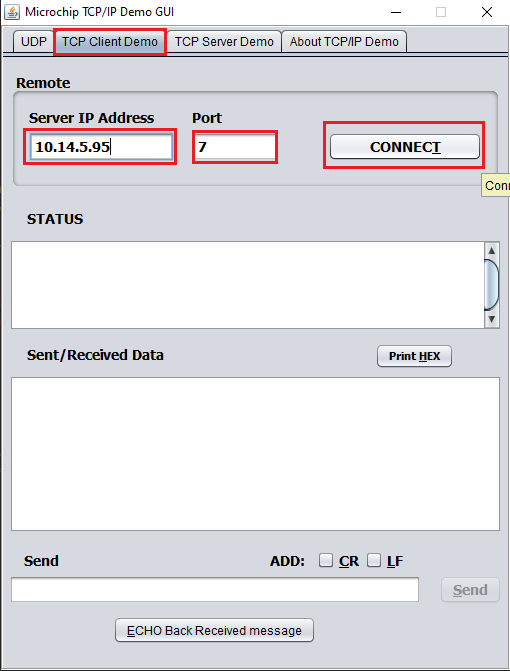 Microchip TCP/IP Demo GUI
UDP TCP Client Demo TCP Server Demo About TCP/IP Demo
Remote
Server IP Address Port
10.14.5.95 7 CONNECT
Conn
STATUS
Sent/Received Data Print HEX
Send ADD: CR LF
Send
ECHO Back Received message